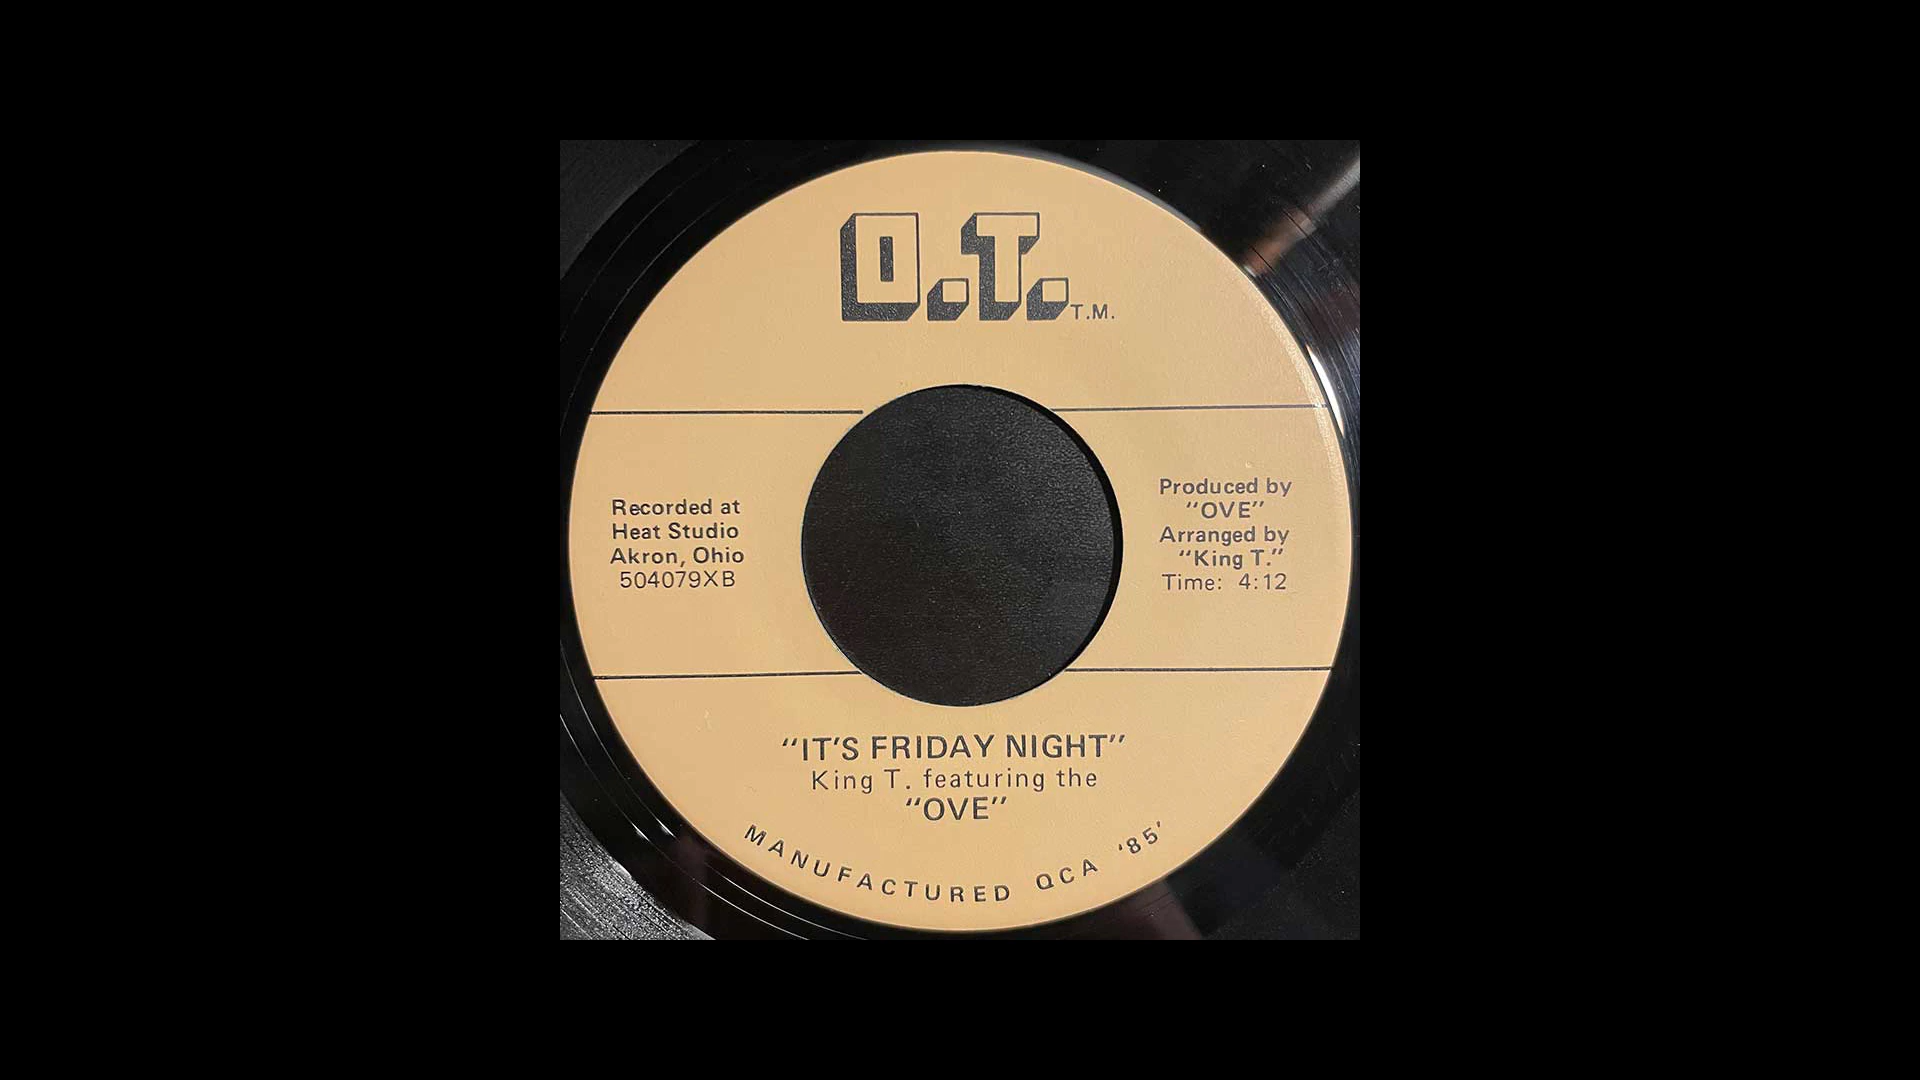 O.T. T.M.
Recorded at
Heat Studio
Akron, Ohio
504079XB
Produced by
“OVE”
Arranged by
“King T.”
Time: 4:12
“IT'S FRIDAY NIGHT”
King T. featuring the
“OVE”
MANUFACTURED QCA '85'